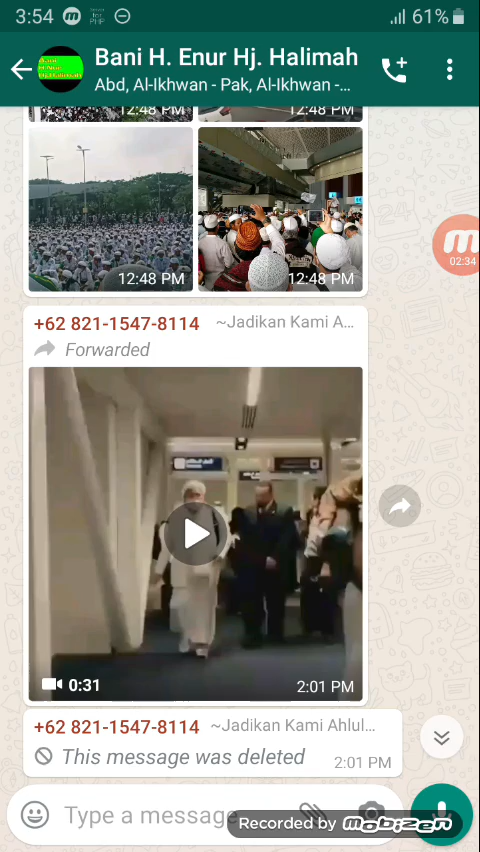 3:54
Driver for PHP
61%
Bani H. Enur Hj. Halimah
Abd, Al-Ikhwan - Pak, Al-Ikhwan -...
12:48 PM
12:48 PM
12:48 PM
12:48 PM
02:34
+62 821-1547-8114 ~Jadikan Kami A...
Forwarded
0:31
2:01 PM
+62 821-1547-8114 ~Jadikan Kami Ahlul...
This message was deleted
2:01 PM
Type a message
Recorded by mobizen